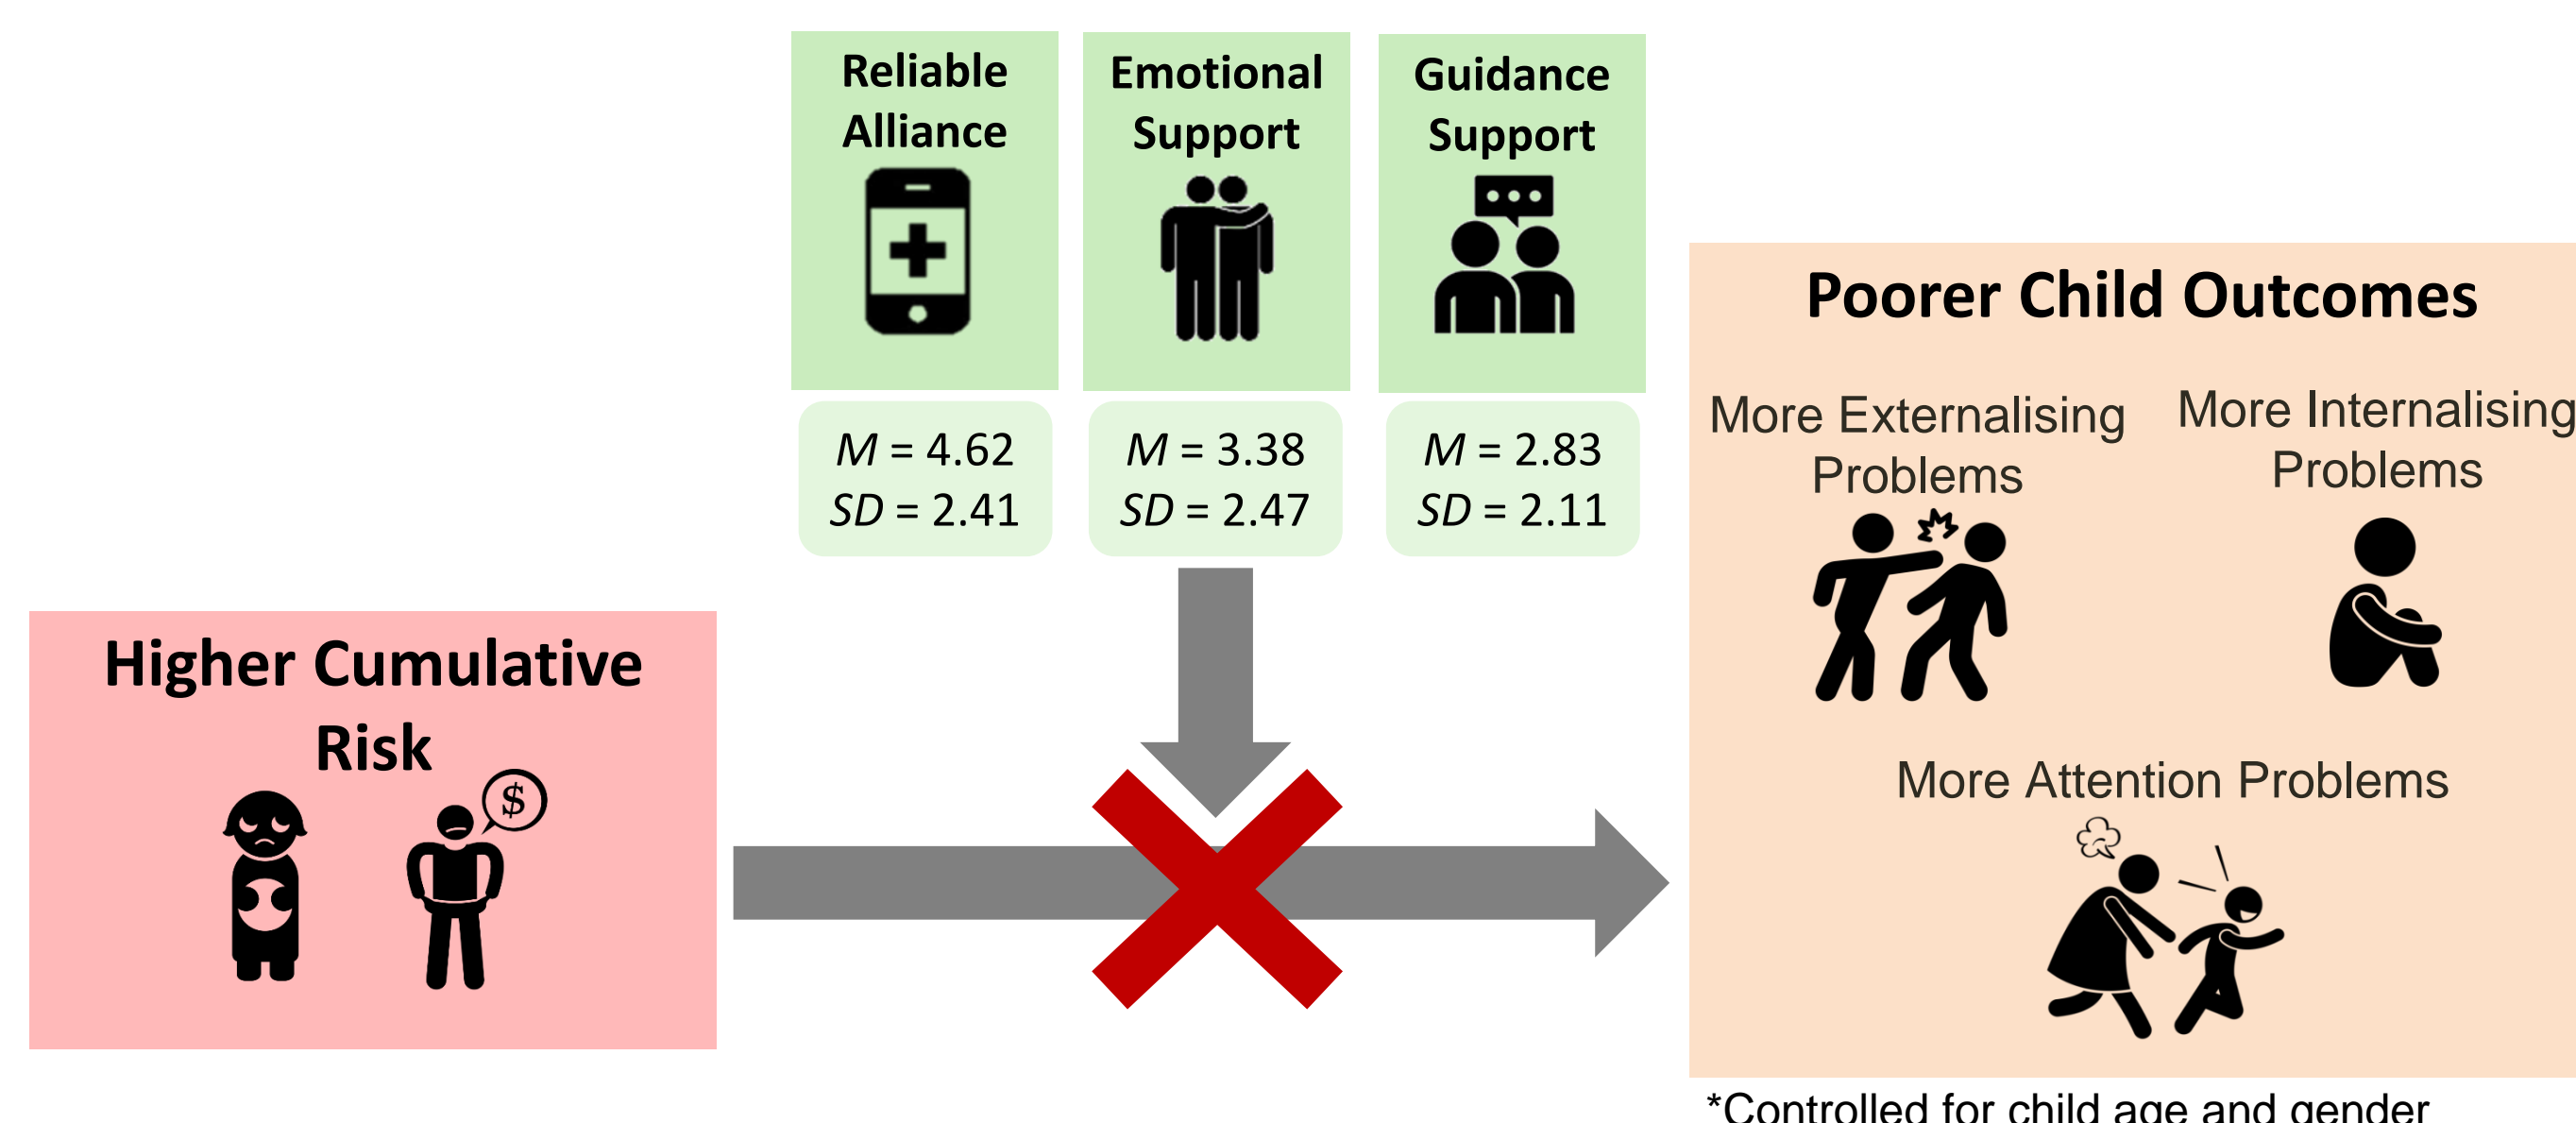 Reliable
Alliance
Emotional
Support
Guidance
Support
M = 4.62
SD = 2.41
M = 3.38
SD = 2.47
M = 2.83
SD = 2.11
Higher Cumulative
Risk
$
Poorer Child Outcomes
More Externalising
Problems
More Internalising
Problems
More Attention Problems
*Controlled for child age and gender